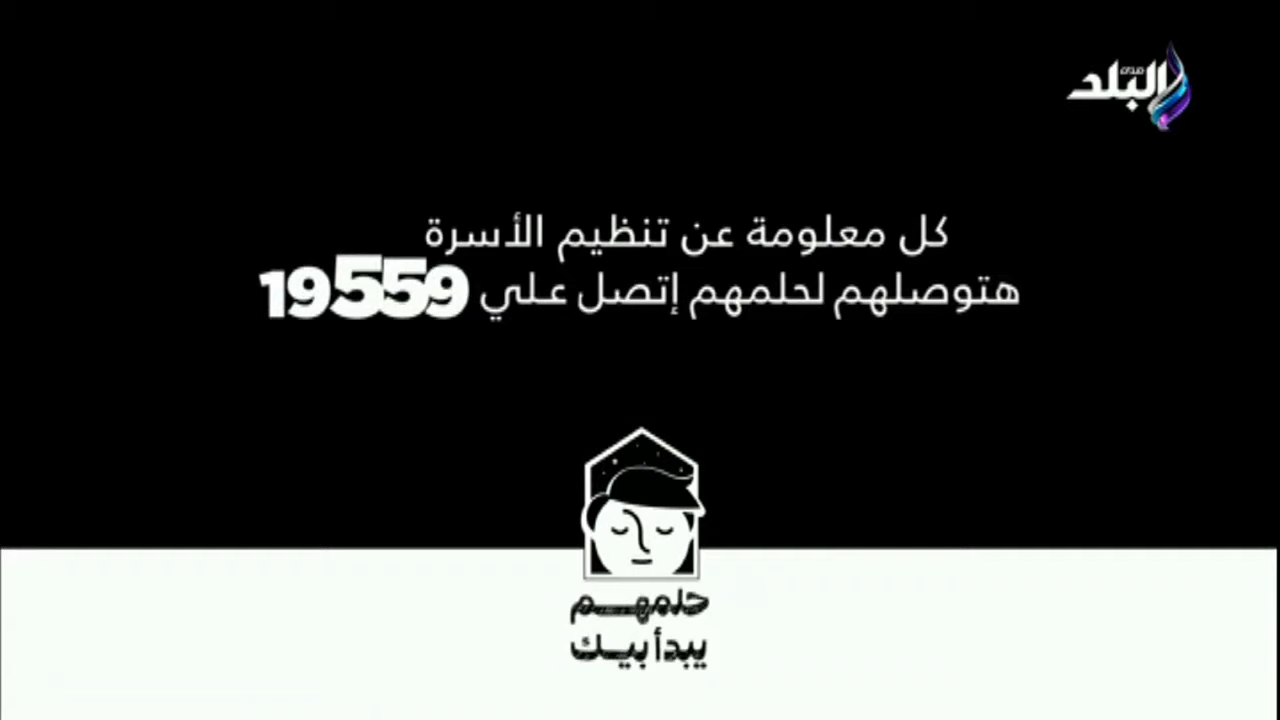 صدى
البلد
كل معلومة عن تنظيم الأسرة
هتوصلهم لحلمهم إتصل علي 19559
حلمهم
يبدأ بيك